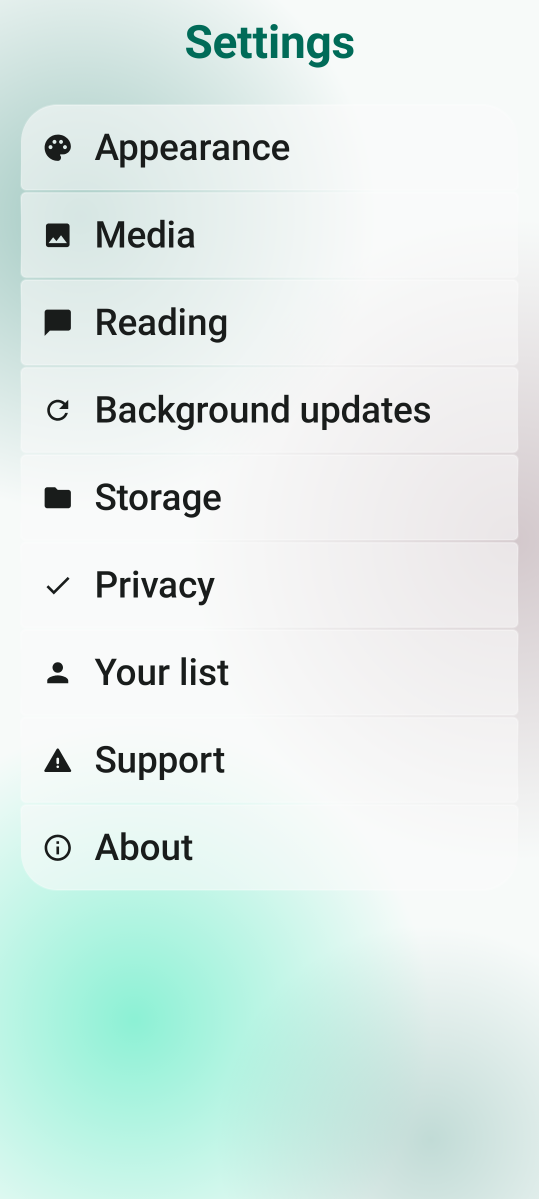 Settings
Appearance
Media
Reading
Background updates
Storage
Privacy
Your list
Support
About